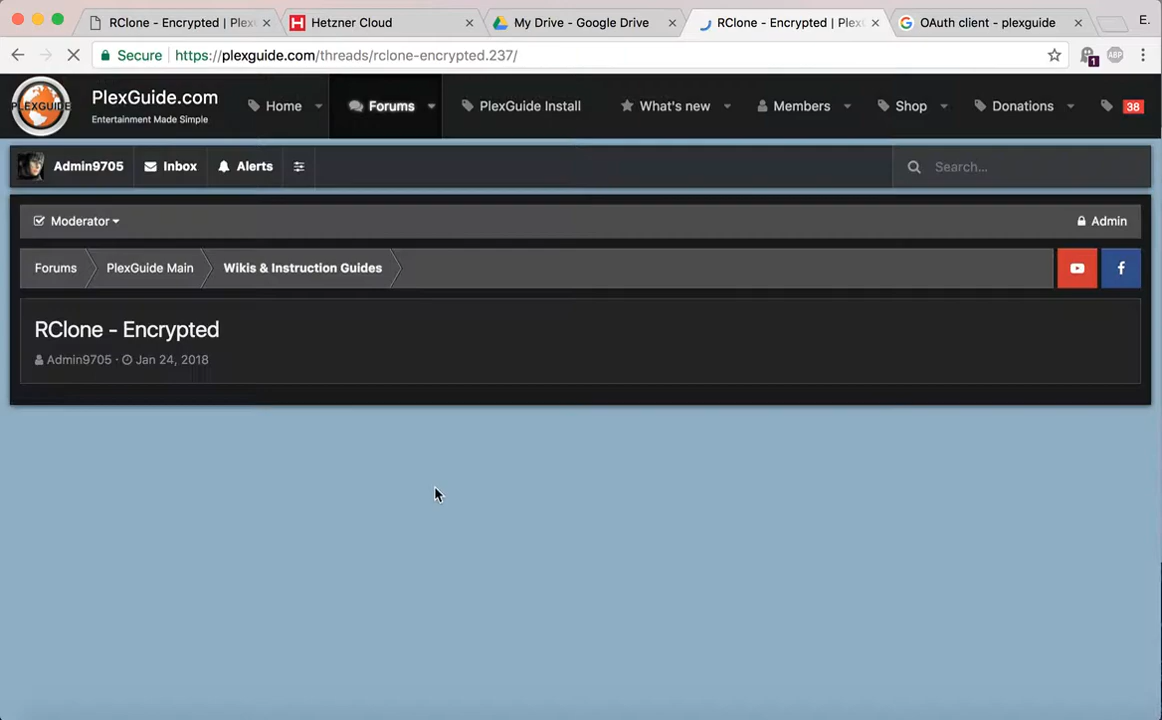 RClone - Encrypted | Plex
Hetzner Cloud
My Drive - Google Drive
RClone - Encrypted | Plex
OAuth client - plexguide
E.
Secure https://plexguide.com/threads/rclone-encrypted.237/
1
ABP
PLEXGUIDE
PlexGuide.com
Entertainment Made Simple
Home
Forums
PlexGuide Install
What's new
Members
Shop
Donations
38
Admin9705
Inbox
Alerts
Search...
Moderator
Admin
Forums
PlexGuide Main
Wikis & Instruction Guides
RClone - Encrypted
Admin9705 · Jan 24, 2018